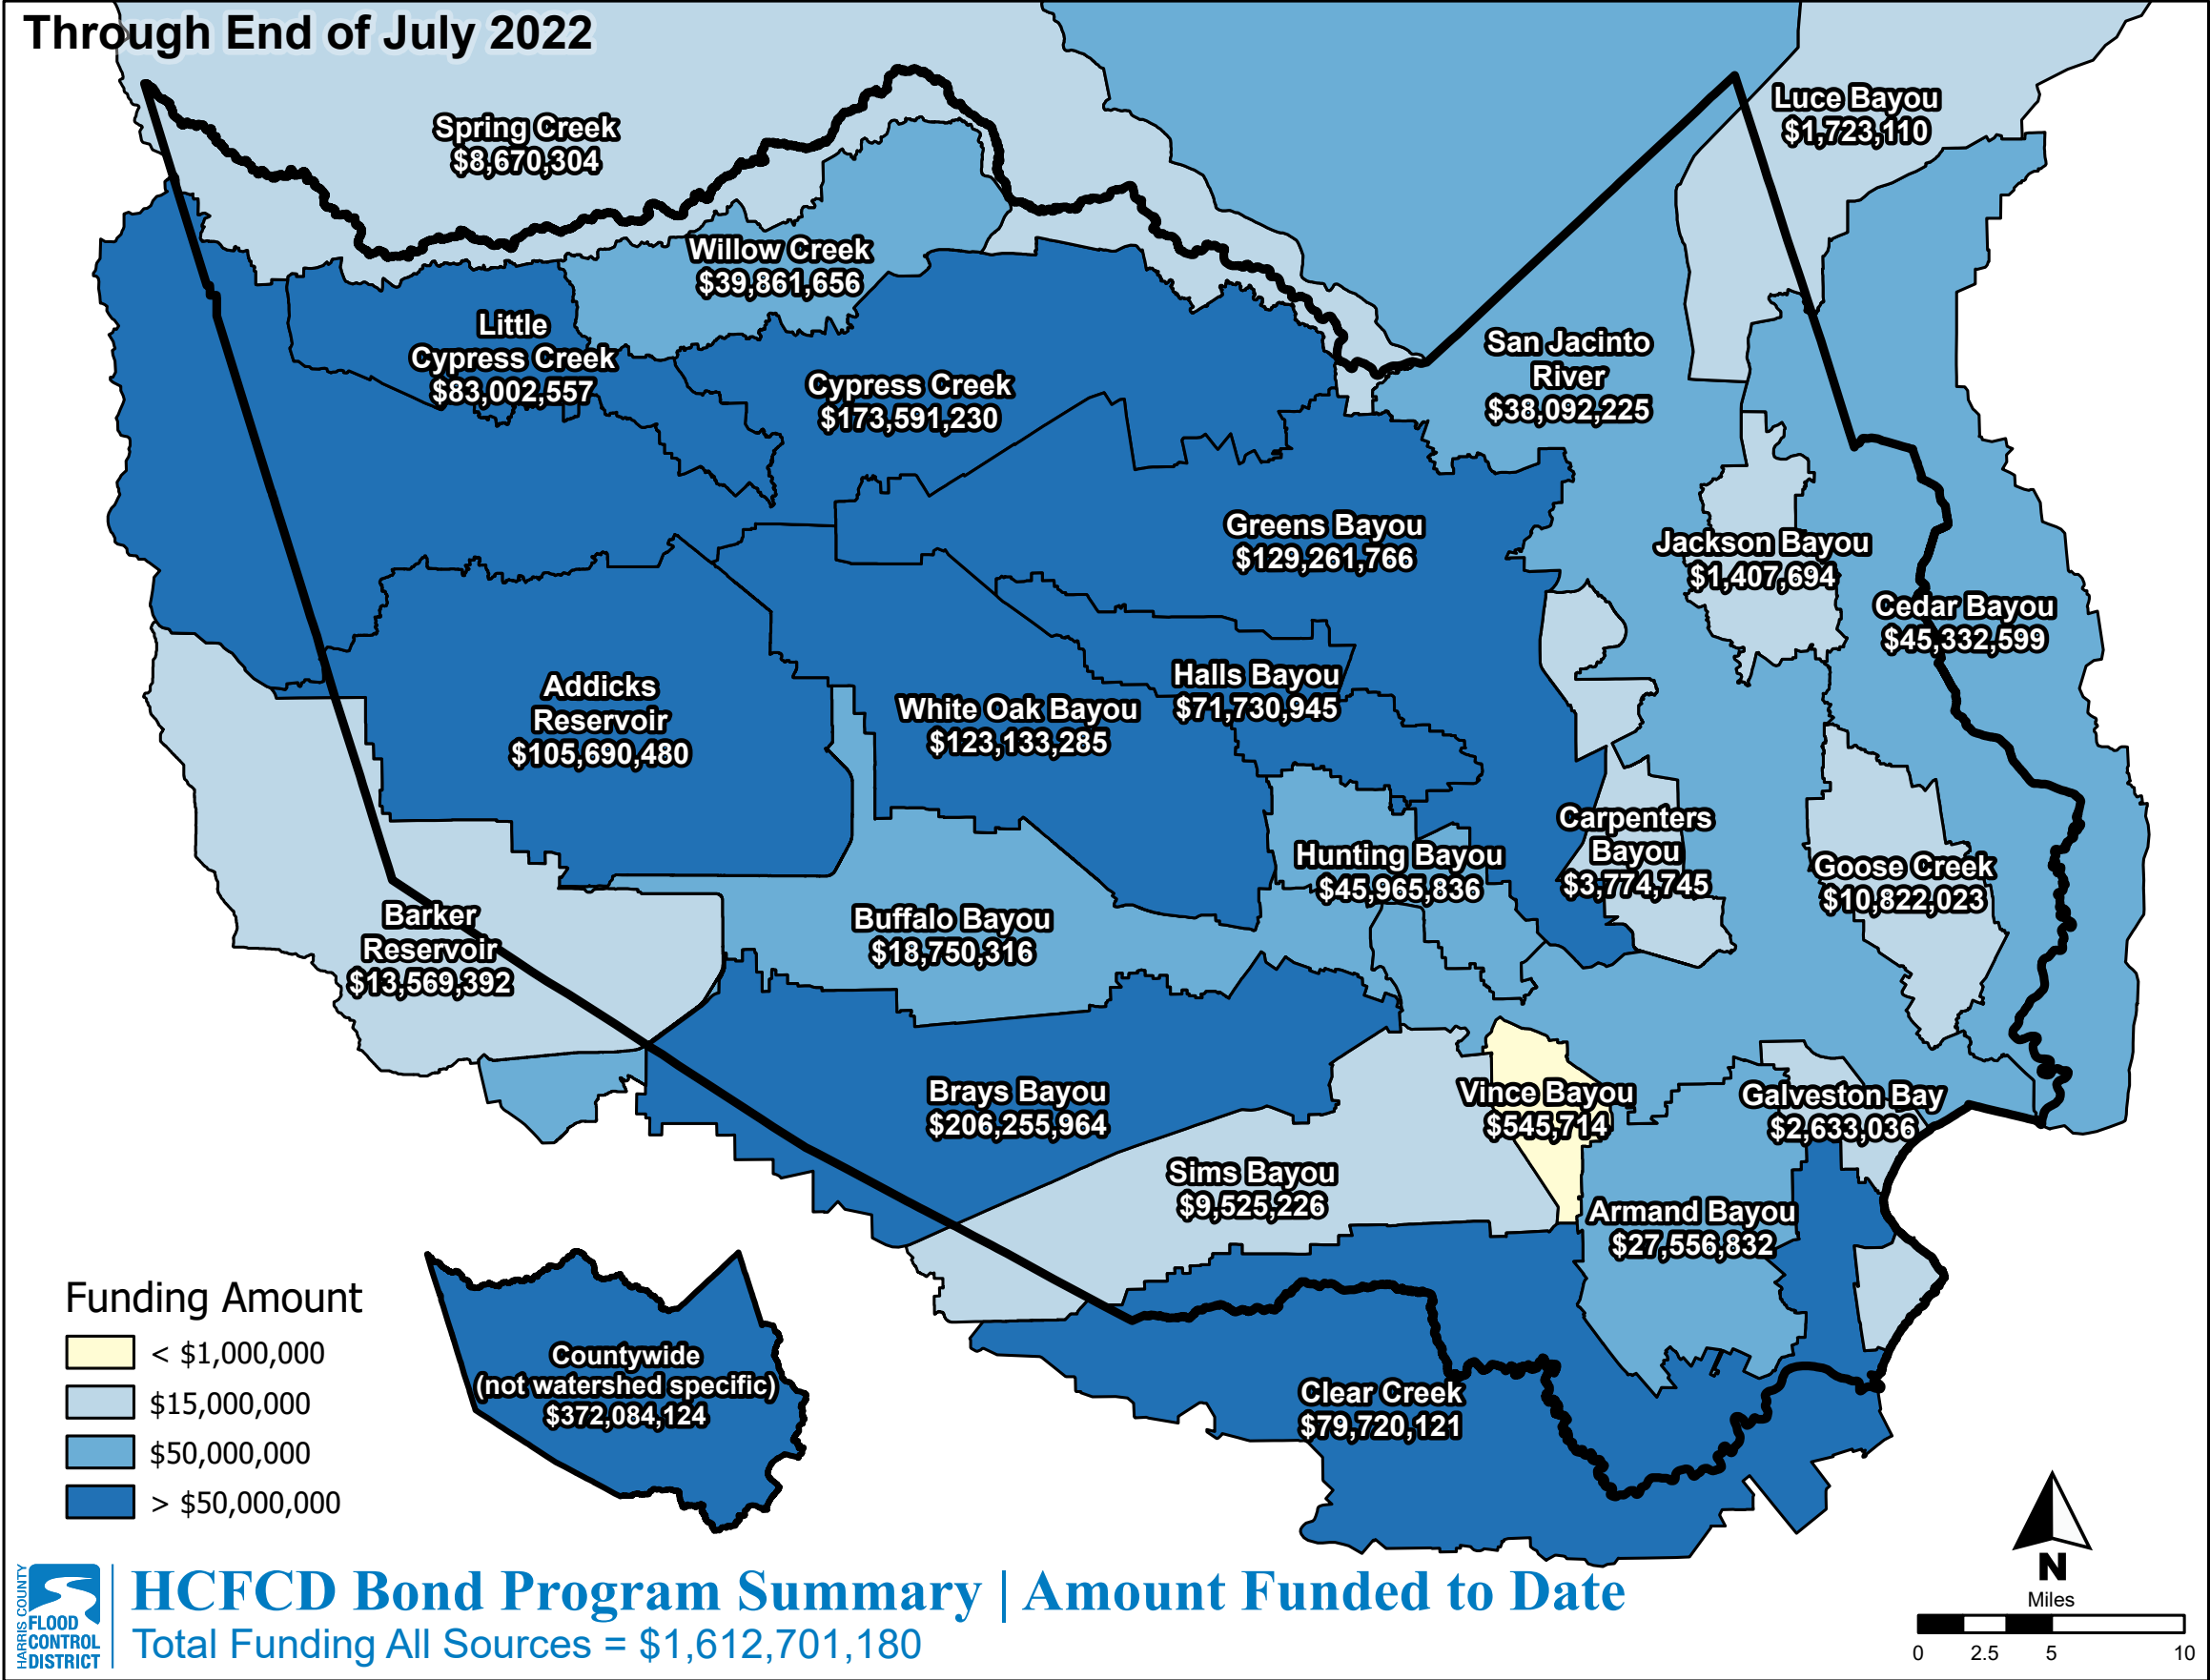 Through End of July 2022
Luce Bayou
$1,723,110
Spring Creek
$8,670,304
Willow Creek
$39,861,656
Little
Cypress Creek
$83,002,557
San Jacinto
River
$38,092,225
Cypress Creek
$173,591,230
Greens Bayou
$129,261,766
Jackson Bayou
$1,407,694
Cedar Bayou
$45,332,599
Halls Bayou
$71,730,945
Addicks
Reservoir
$105,690,480
White Oak Bayou
$123,133,285
Carpenters
Bayou
$3,774,745
Hunting Bayou
$45,965,836
Goose Creek
$10,822,023
Barker
Reservoir
$13,569,392
Buffalo Bayou
$18,750,316
Brays Bayou
$206,255,964
Vince Bayou
$545,714
Galveston Bay
$2,633,036
Sims Bayou
$9,525,226
Armand Bayou
$27,556,832
Clear Creek
$79,720,121
Funding Amount
< $1,000,000
$15,000,000
$50,000,000
> $50,000,000
Countywide
(not watershed specific)
$372,084,124
N
Miles
0 2.5 5 10
HARRIS COUNTY
FLOOD
CONTROL
DISTRICT
HCFCD Bond Program Summary | Amount Funded to Date
Total Funding All Sources = $1,612,701,180